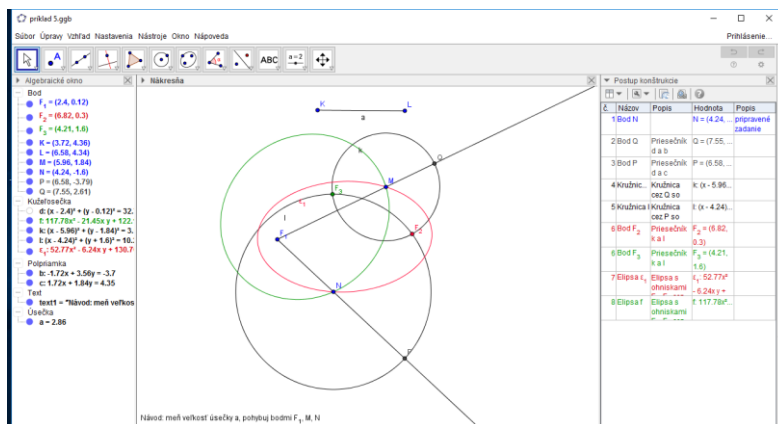 príklad 5.ggb
Súbor Úpravy Vzhľad Nastavenia Nástroje Okno Nápoveda
Prihlásenie...
ABC
a=2
Algebraické okno
Bod
F1 = (2.4, 0.12)
F2 = (6.82, 0.3)
F3 = (4.21, 1.6)
K = (3.72, 4.36)
L = (6.58, 4.34)
M = (5.96, 1.84)
N = (4.24, -1.6)
P = (6.58, -3.79)
Q = (7.55, 2.61)
Kužeľosečka
d: (x - 2.4)² + (y - 0.12)² = 32.
f: 117.78x² - 21.45x y + 122.
k: (x - 5.96)² + (y - 1.84)² = 3.
l: (x - 4.24)² + (y + 1.6)² = 10.
ε1: 52.77x² - 6.24x y + 130.7
Polpriamka
b: -1.72x + 3.56y = -3.7
c: 1.72x + 1.84y = 4.35
Text
text1 = "Návod: meň veľkos
Úsečka
a = 2.86
Nákresňa
K
L
a
k
Q
M
F3
ε1
l
F1
F2
N
P
Návod: meň veľkosť úsečky a, pohybuj bodmi F1, M, N
Postup konštrukcie
č. Názov Popis Hodnota Popis
1 Bod N N = (4.24, ... pripravené
zadanie
2 Bod Q Priesečník Q = (7.55, ...
d a b
3 Bod P Priesečník P = (6.58, ...
d a c
4 Kružnic... Kružnica k: (x - 5.96...
cez Q so
5 Kružnica l Kružnica l: (x - 4.24)...
cez P so
6 Bod F2 Priesečník F2 = (6.82,
k a l 0.3)
6 Bod F3 Priesečník F3 = (4.21,
k a l 1.6)
7 Elipsa ε1 Elipsa s ε1: 52.77x²
ohniskami - 6.24x y +
8 Elipsa f Elipsa s f: 117.78x²...
ohniskami